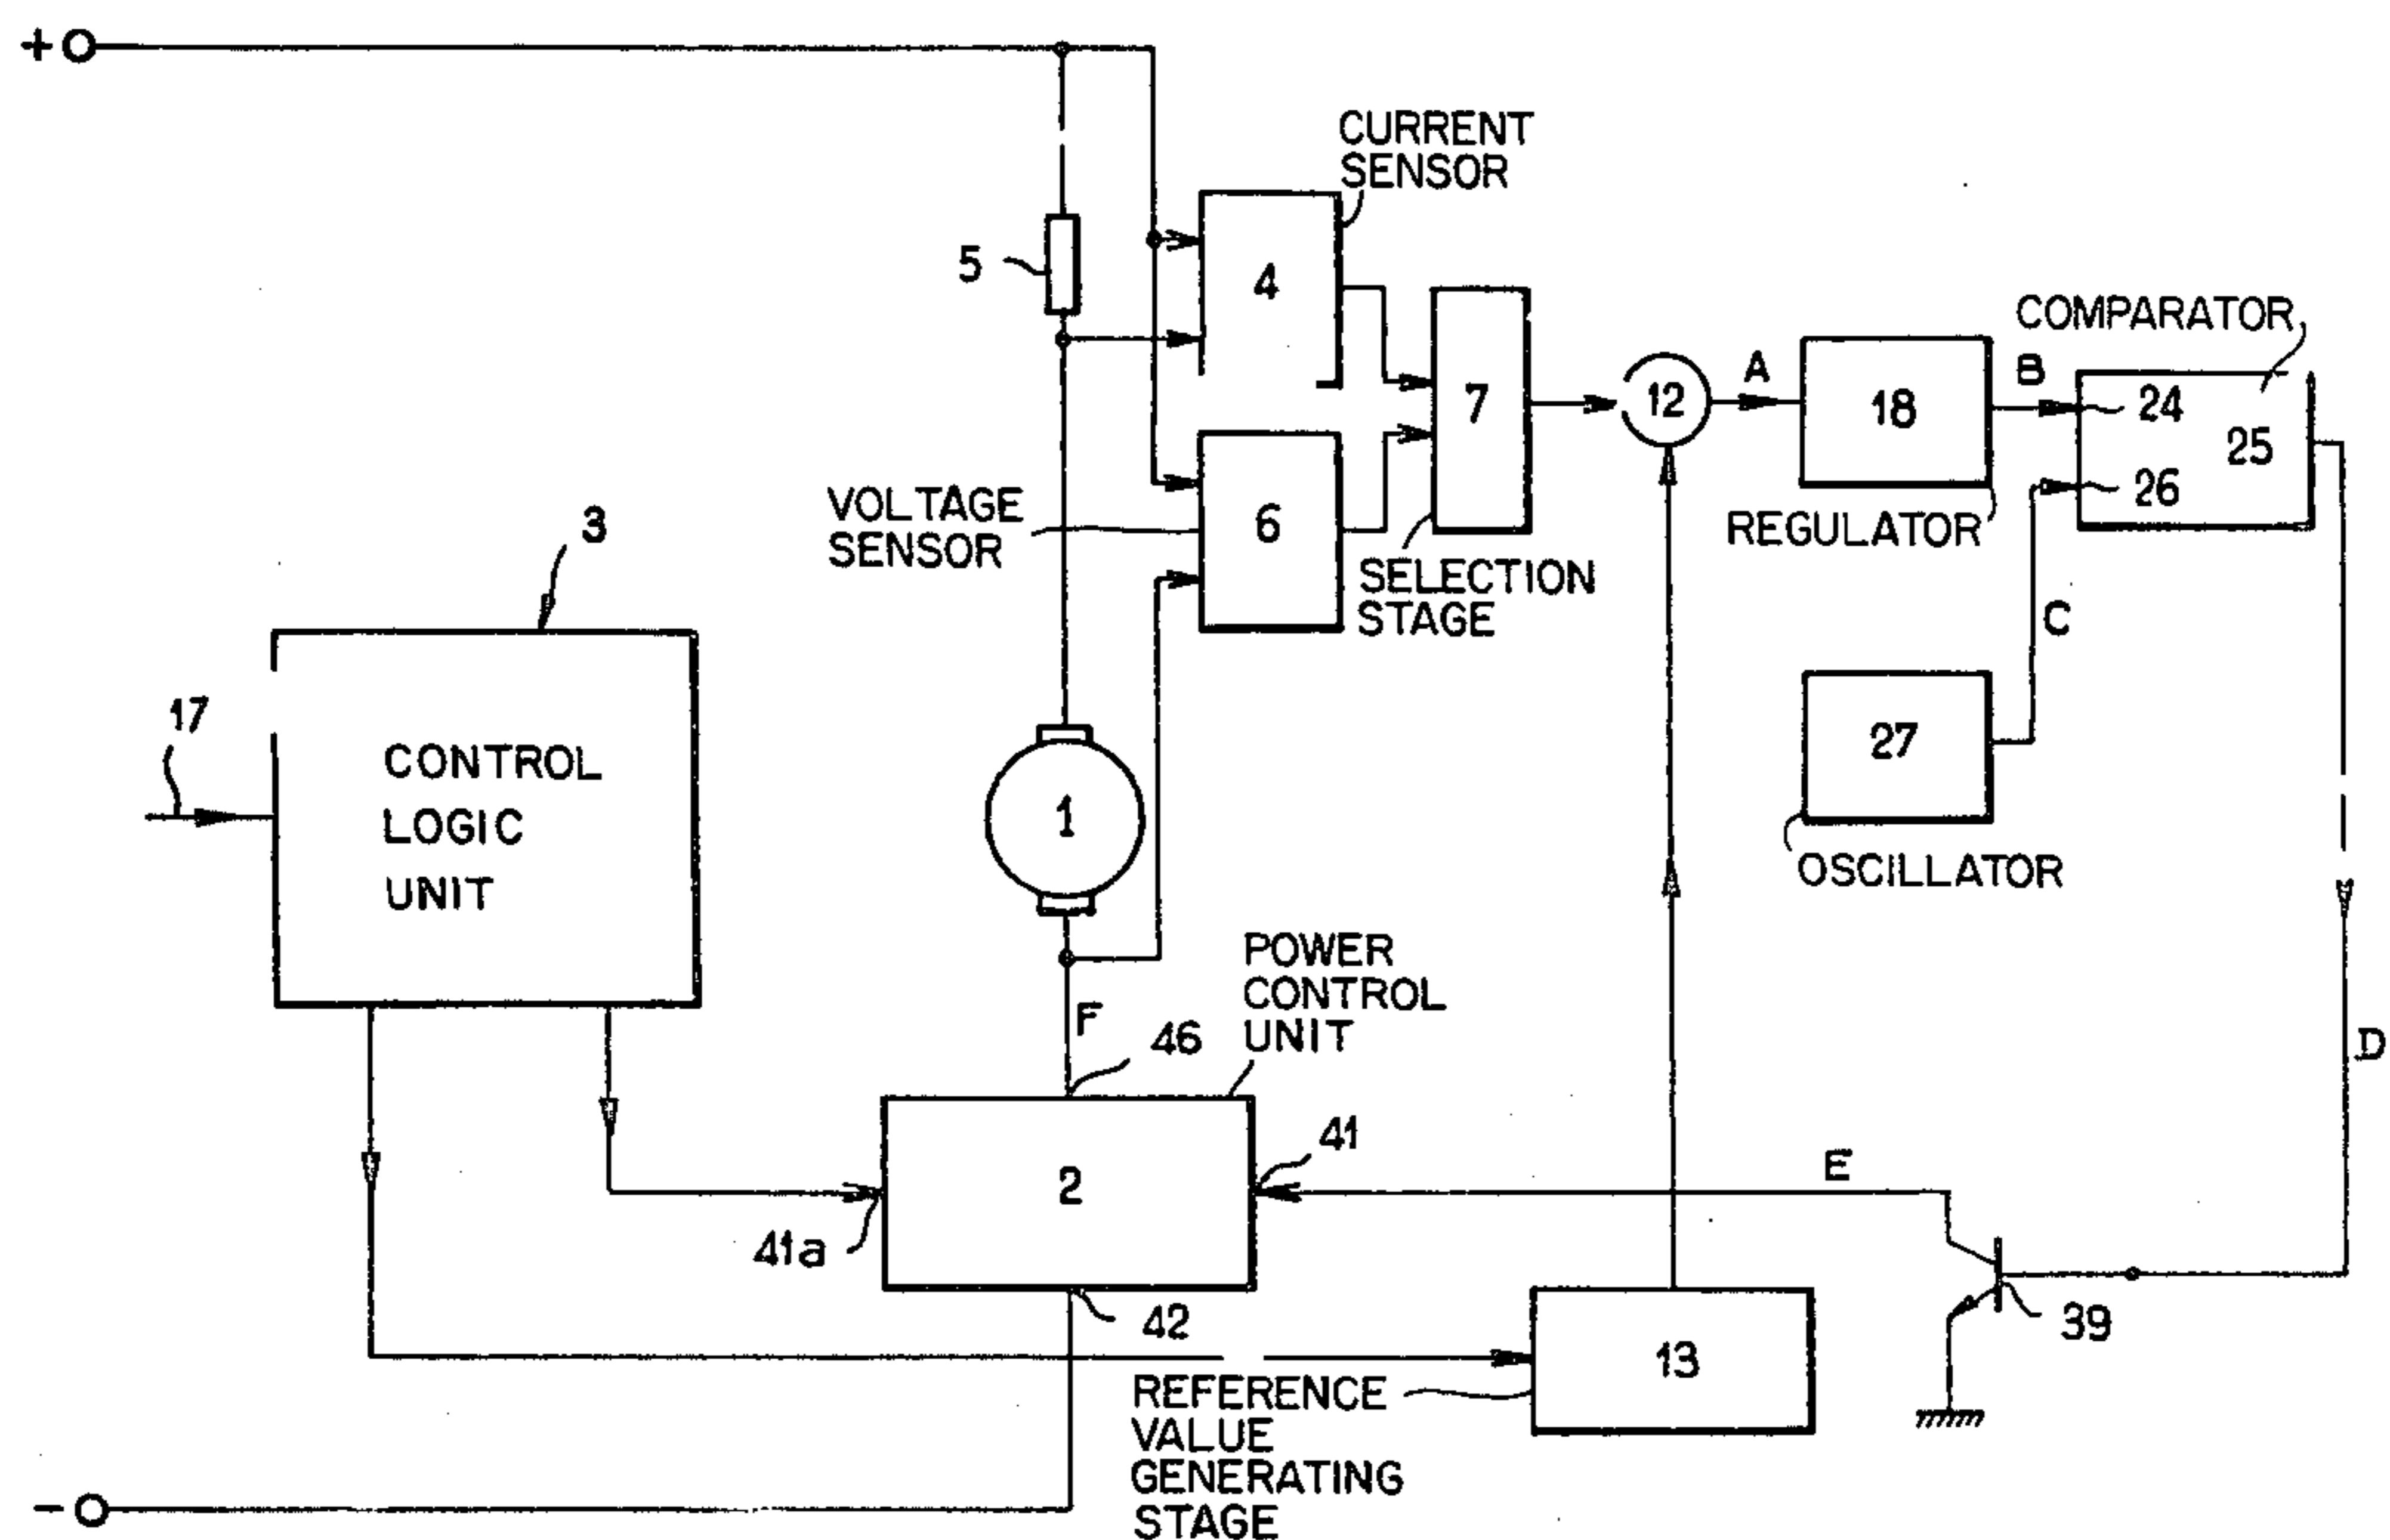 +
CURRENT
SENSOR
5
4
COMPARATOR
7
12
A
18
B
24
25
26
VOLTAGE
SENSOR
6
REGULATOR
3
SELECTION
STAGE
C
17
CONTROL
LOGIC
UNIT
1
27
OSCILLATOR
POWER
CONTROL
UNIT
F
46
D
41
2
E
41a
42
39
13
REFERENCE
VALUE
GENERATING
STAGE
-